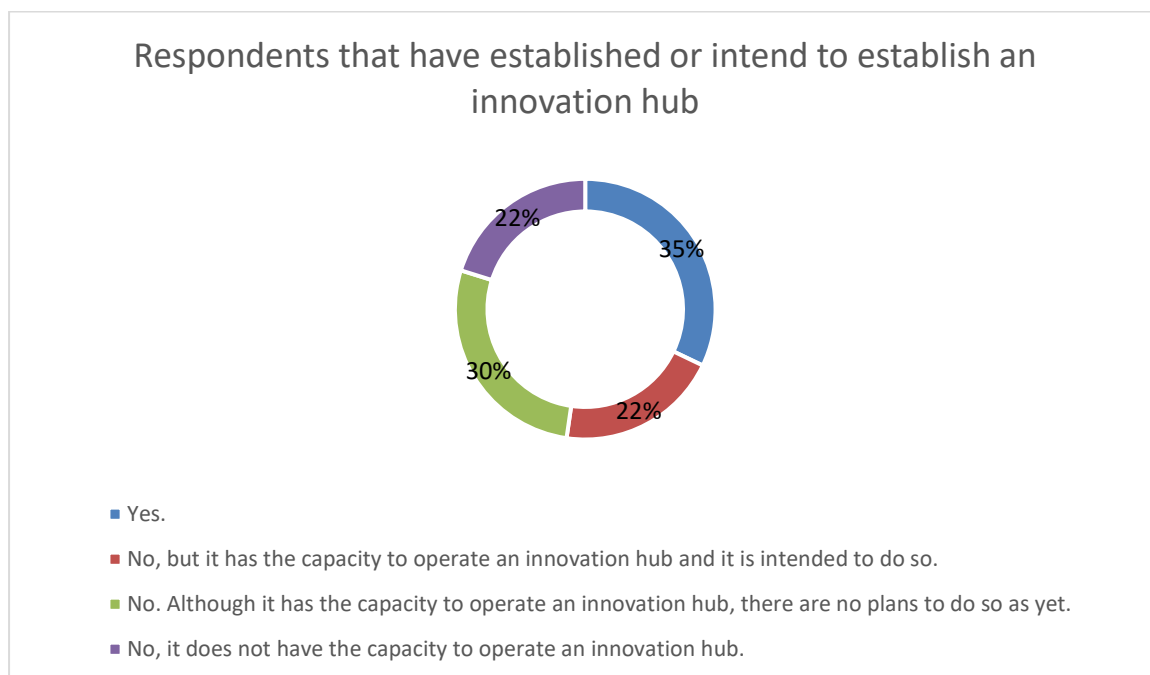 Respondents that have established or intend to establish an
innovation hub
22%
35%
30%
22%
Yes.
No, but it has the capacity to operate an innovation hub and it is intended to do so.
No. Although it has the capacity to operate an innovation hub, there are no plans to do so as yet.
No, it does not have the capacity to operate an innovation hub.